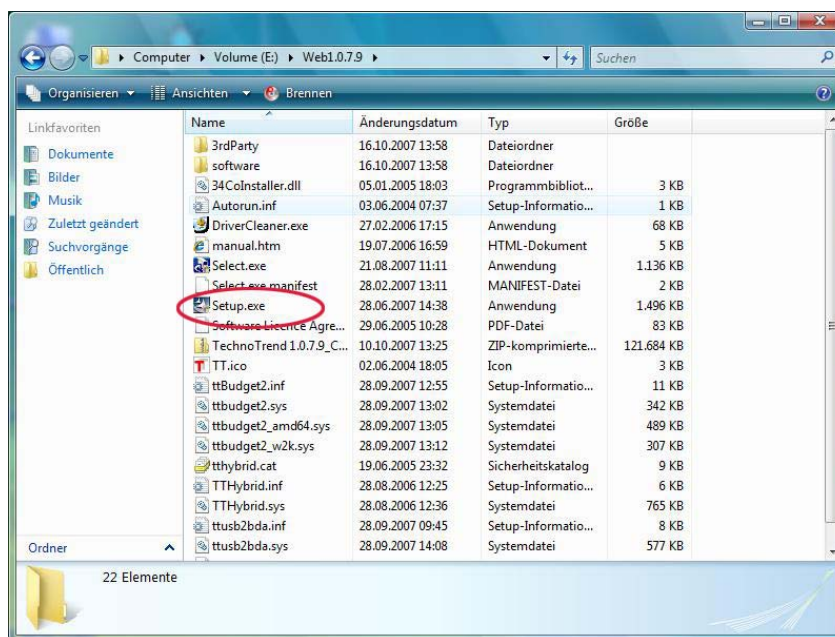 Computer Volume (E:) Web1.0.7.9 Suchen
Organisieren Ansichten Brennen
Linkfavoriten
Dokumente
Bilder
Musik
Zuletzt geändert
Suchvorgänge
Öffentlich
Ordner
Name Änderungsdatum Typ Größe
3rdParty 16.10.2007 13:58 Dateiordner
software 16.10.2007 13:58 Dateiordner
34CoInstaller.dll 05.01.2005 18:03 Programmbibliot... 3 KB
Autorun.inf 03.06.2004 07:37 Setup-Informatio... 1 KB
DriverCleaner.exe 27.02.2006 17:15 Anwendung 68 KB
manual.htm 19.07.2006 16:59 HTML-Dokument 5 KB
Select.exe 21.08.2007 11:11 Anwendung 1.136 KB
Select.exe.manifest 28.02.2007 13:11 MANIFEST-Datei 2 KB
Setup.exe 28.06.2007 14:38 Anwendung 1.496 KB
Software Licence Agre... 29.06.2005 10:28 PDF-Datei 83 KB
TechnoTrend 1.0.7.9_C... 10.10.2007 13:25 ZIP-komprimierte... 121.684 KB
TT.ico 02.06.2004 18:05 Icon 3 KB
ttBudget2.inf 28.09.2007 12:55 Setup-Informatio... 11 KB
ttbudget2.sys 28.09.2007 13:02 Systemdatei 342 KB
ttbudget2_amd64.sys 28.09.2007 13:05 Systemdatei 489 KB
ttbudget2_w2k.sys 28.09.2007 13:12 Systemdatei 307 KB
tthybrid.cat 19.06.2005 23:32 Sicherheitskatalog 9 KB
TTHybrid.inf 28.08.2006 12:25 Setup-Informatio... 6 KB
TTHybrid.sys 28.08.2006 12:36 Systemdatei 765 KB
ttusb2bda.inf 28.09.2007 09:45 Setup-Informatio... 8 KB
ttusb2bda.sys 28.09.2007 14:08 Systemdatei 577 KB
22 Elemente